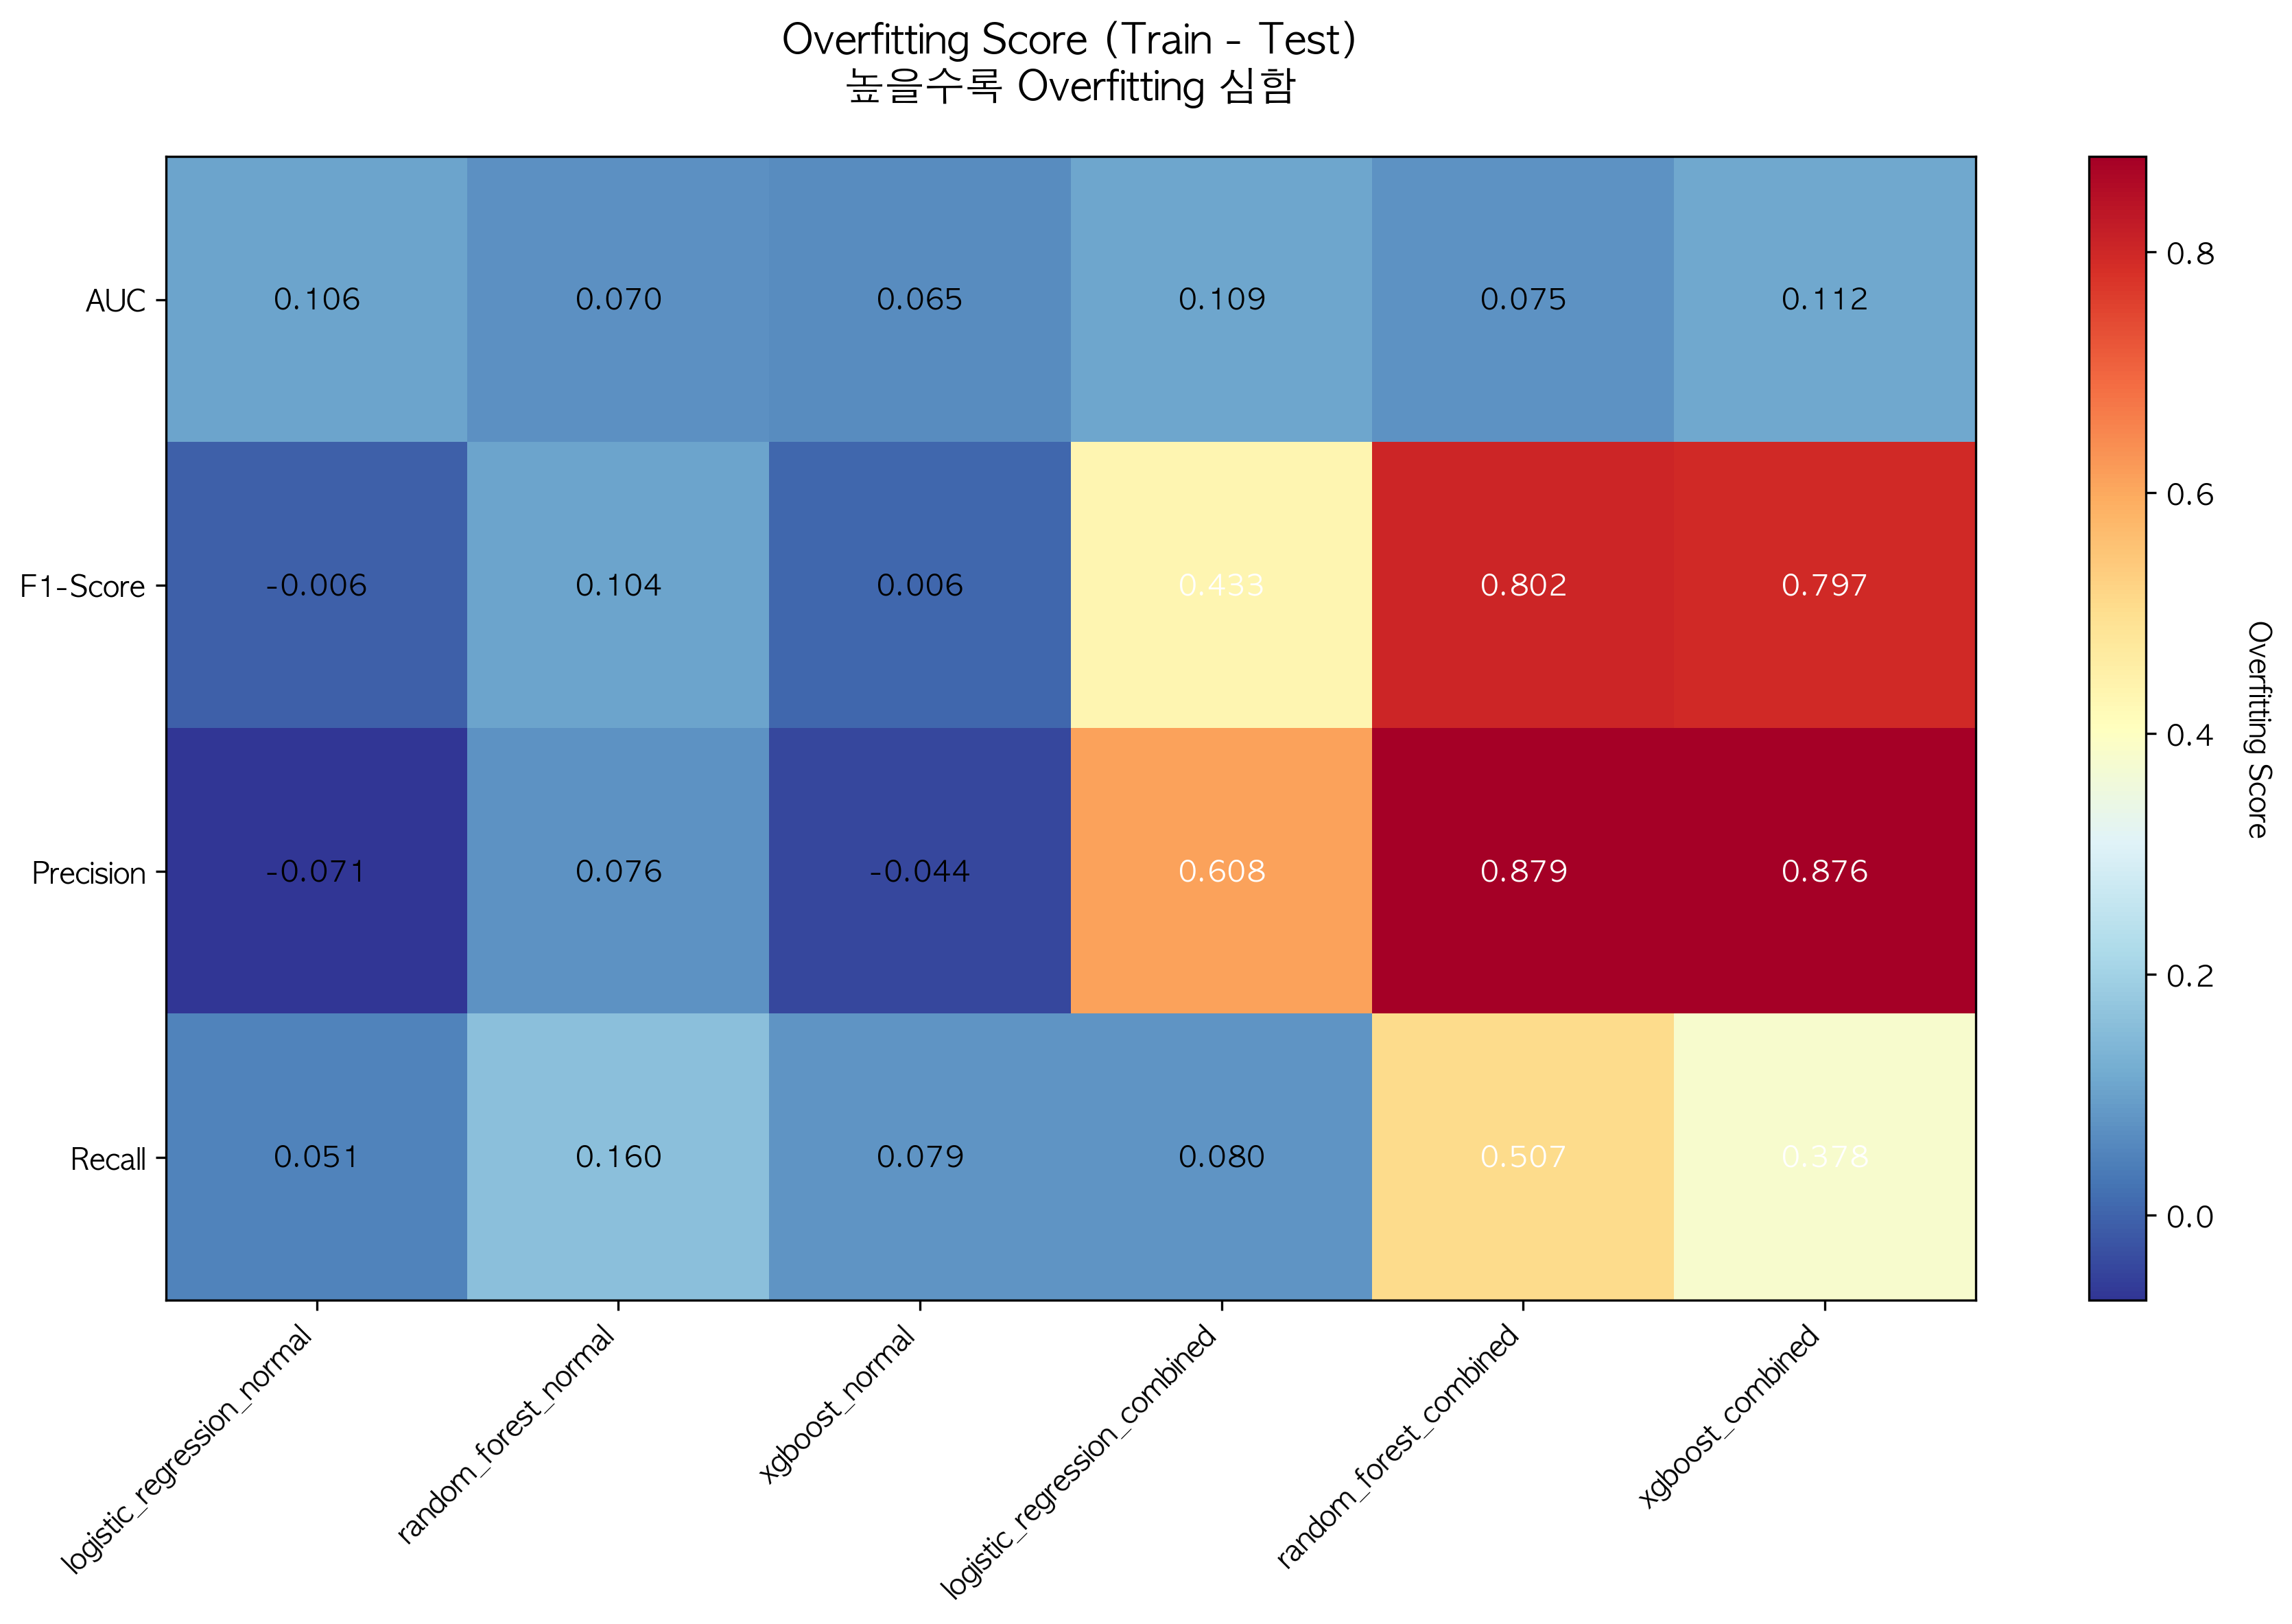 Overfitting Score (Train - Test)
높을수록 Overfitting 심함
AUC 0.106 0.070 0.065 0.109 0.075 0.112
F1-Score -0.006 0.104 0.006 0.433 0.802 0.797
Precision -0.071 0.076 -0.044 0.608 0.879 0.876
Recall 0.051 0.160 0.079 0.080 0.507 0.378
logistic_regression_normal
random_forest_normal
xgboost_normal
logistic_regression_combined
random_forest_combined
xgboost_combined
0.8
0.6
0.4
0.2
0.0
Overfitting Score